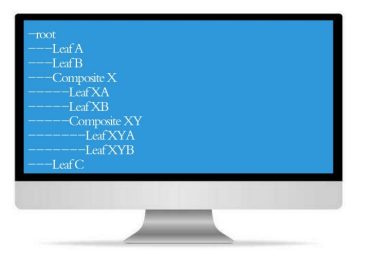 -root
---Leaf A
---Leaf B
---Composite X
-----Leaf XA
-----Leaf XB
-----Composite XY
-------Leaf XYA
-------Leaf XYB
---Leaf C